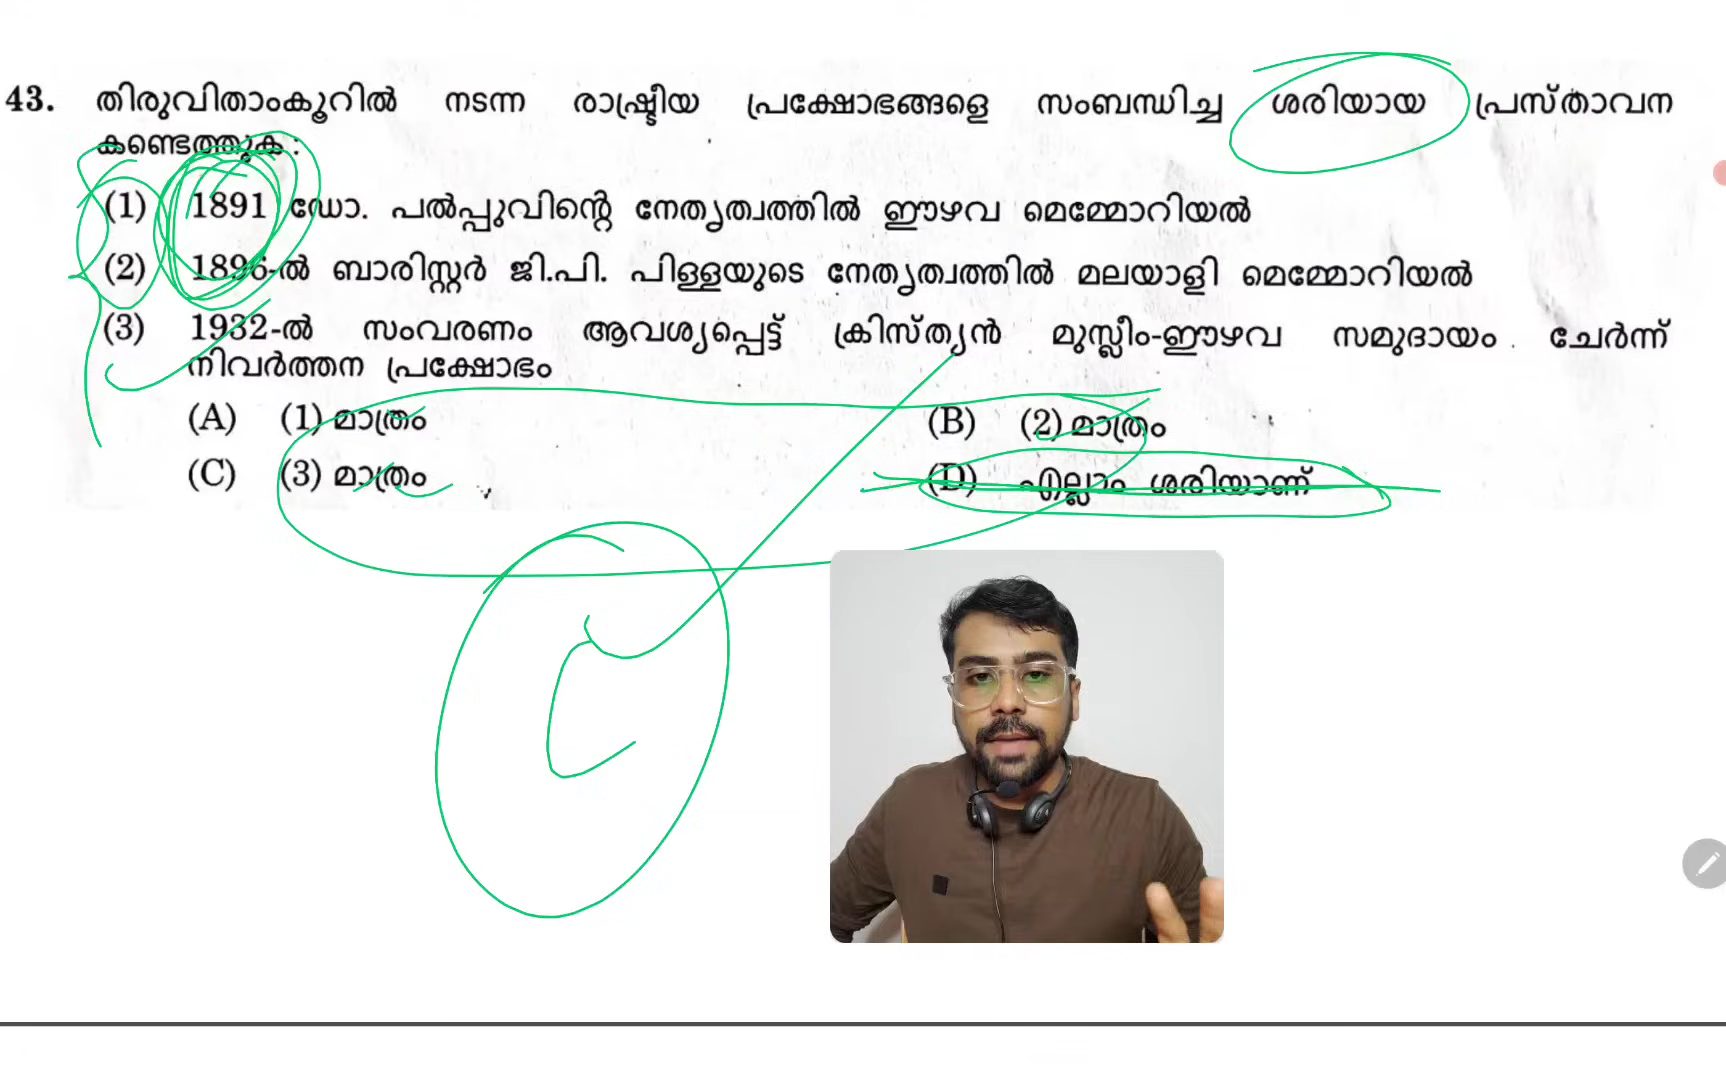 43. തിരുവിതാംകൂറിൽ നടന്ന രാഷ്ട്രീയ പ്രക്ഷോഭങ്ങളെ സംബന്ധിച്ച ശരിയായ പ്രസ്താവന
കണ്ടെത്തുക :
(1) 1891 ഡോ. പൽപ്പുവിന്റെ നേതൃത്വത്തിൽ ഈഴവ മെമ്മോറിയൽ
(2) 1896-ൽ ബാരിസ്റ്റർ ജി.പി. പിള്ളയുടെ നേതൃത്വത്തിൽ മലയാളി മെമ്മോറിയൽ
(3) 1932-ൽ സംവരണം ആവശ്യപ്പെട്ട് ക്രിസ്ത്യൻ മുസ്ലീം-ഈഴവ സമുദായം ചേർന്ന്
നിവർത്തന പ്രക്ഷോഭം
(A) (1) മാത്രം (B) (2) മാത്രം
(C) (3) മാത്രം (D) എല്ലാം ശരിയാണ്
C